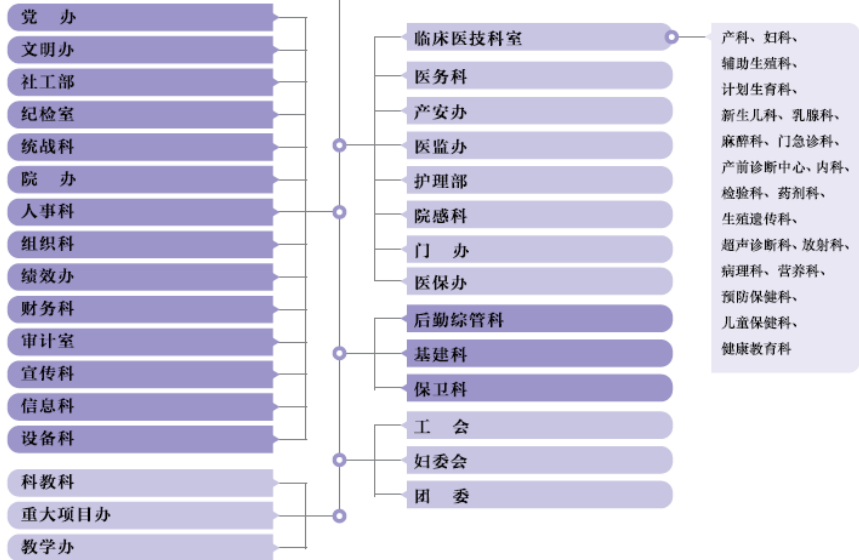 党 办
文明办
社工部
纪检室
统战科
院 办
人事科
组织科
绩效办
财务科
审计室
宣传科
信息科
设备科
科教科
重大项目办
教学办
临床医技科室
医务科
产安办
医监办
护理部
院感科
门 办
医保办
后勤综管科
基建科
保卫科
工 会
妇委会
团 委
产科、妇科、
辅助生殖科、
计划生育科、
新生儿科、乳腺科、
麻醉科、门急诊科、
产前诊断中心、内科、
检验科、药剂科、
生殖遗传科、
超声诊断科、放射科、
病理科、营养科、
预防保健科、
儿童保健科、
健康教育科